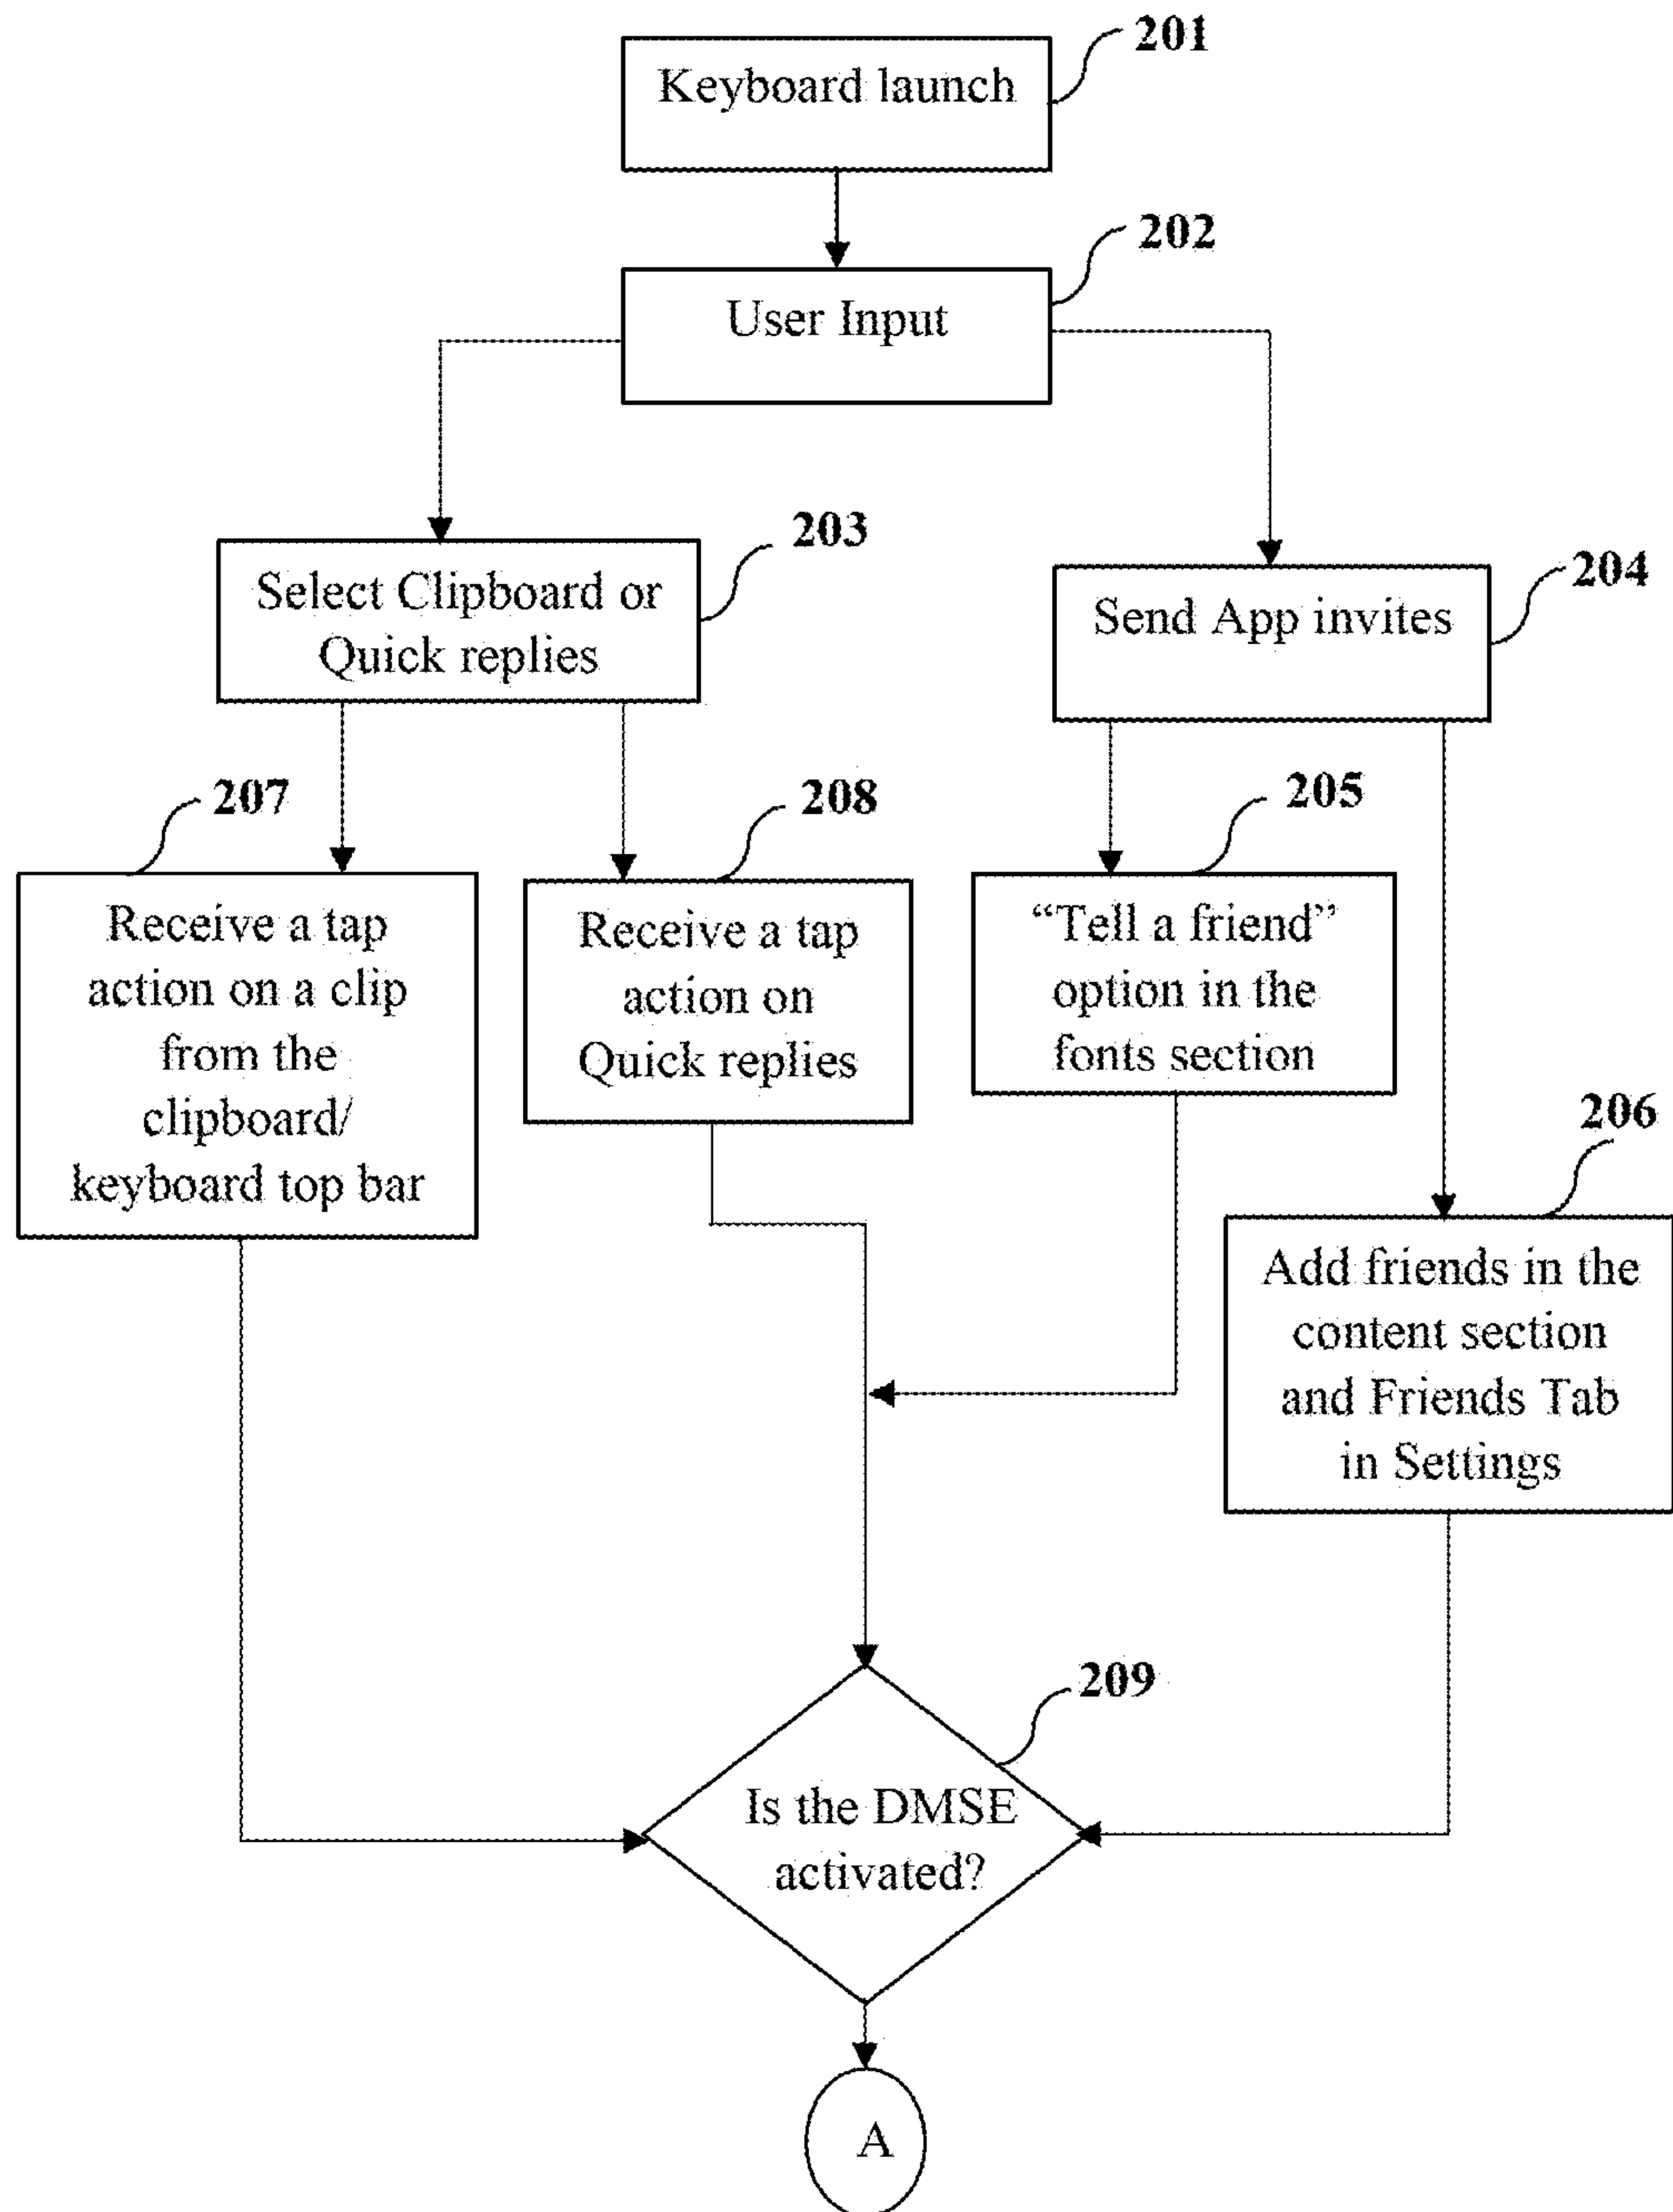 201
Keyboard launch
202
User Input
203
Select Clipboard or
Quick replies
204
Send App invites
207
Receive a tap
action on a clip
from the
clipboard/
keyboard top bar
208
Receive a tap
action on
Quick replies
205
“Tell a friend”
option in the
fonts section
206
Add friends in the
content section
and Friends Tab
in Settings
209
Is the DMSE
activated?
A